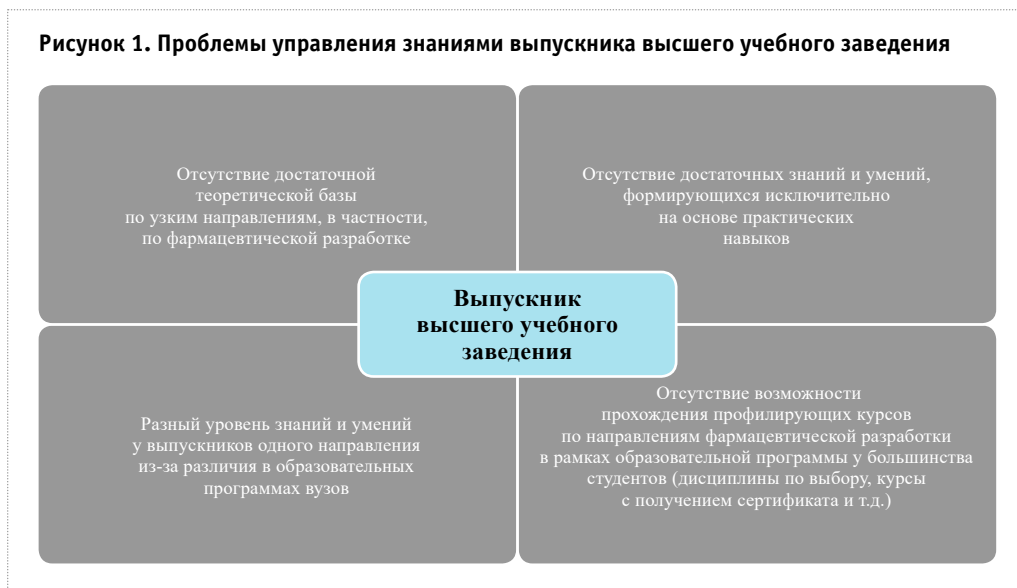 Рисунок 1. Проблемы управления знаниями выпускника высшего учебного заведения
Отсутствие достаточной
теоретической базы
по узким направлениям, в частности,
по фармацевтической разработке
Отсутствие достаточных знаний и умений,
формирующихся исключительно
на основе практических
навыков
Выпускник
высшего учебного
заведения
Разный уровень знаний и умений
у выпускников одного направления
из-за различия в образовательных
программах вузов
Отсутствие возможности
прохождения профилирующих курсов
по направлениям фармацевтической разработки
в рамках образовательной программы у большинства
студентов (дисциплины по выбору, курсы
с получением сертификата и т.д.)